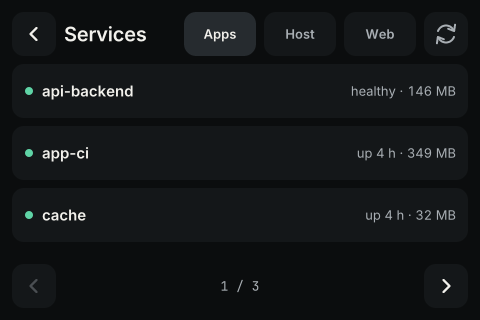 Services Apps Host Web
api-backend healthy · 146 MB
app-ci up 4 h · 349 MB
cache up 4 h · 32 MB
1 / 3